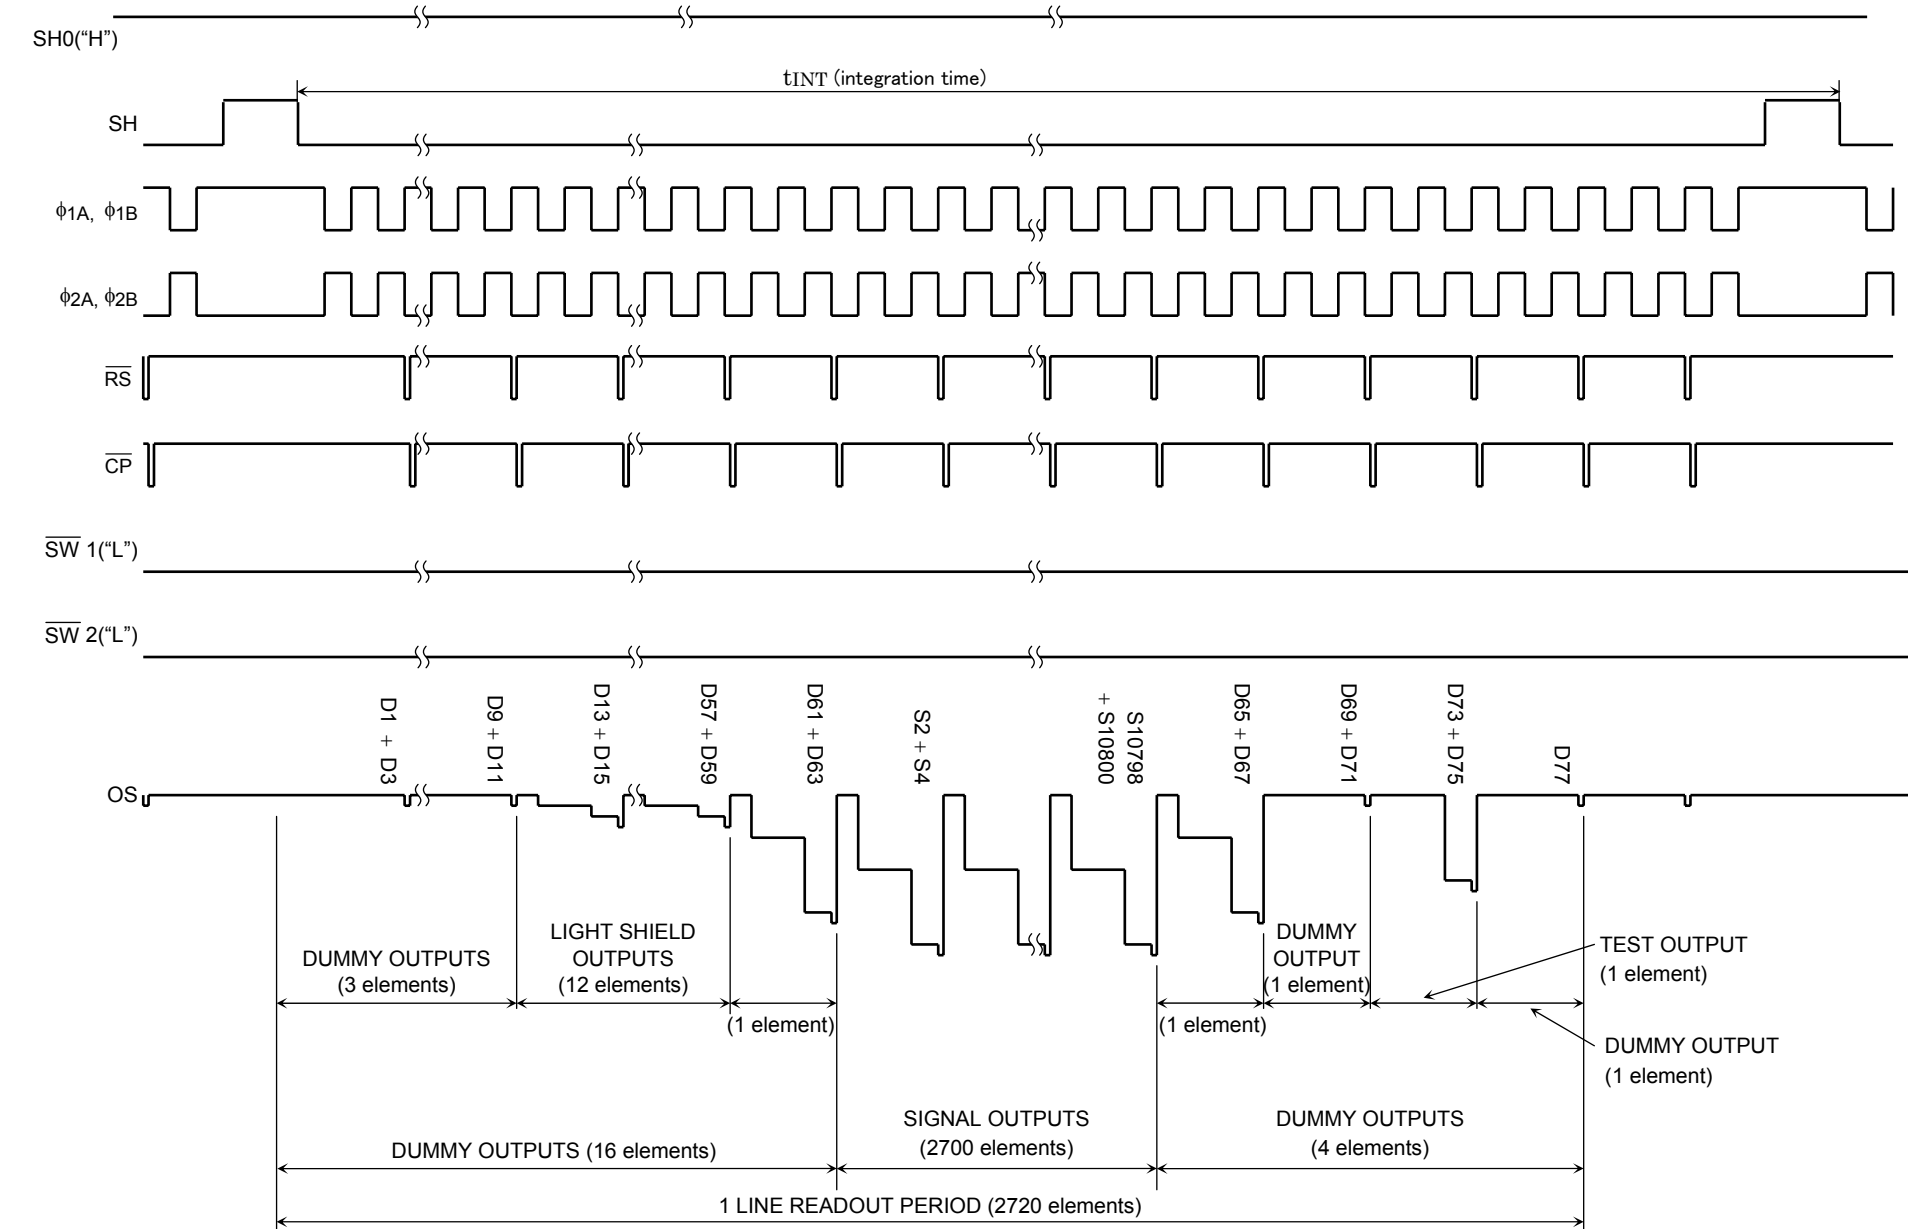 SH0(“H”)
tINT (integration time)
SH
ϕ1A, ϕ1B
ϕ2A, ϕ2B
RS
CP
SW 1(“L”)
SW 2(“L”)
D1 + D3
D9 + D11
D13 + D15
D57 + D59
D61 + D63
S2 + S4
S10798
+ S10800
D65 + D67
D69 + D71
D73 + D75
D77
OS
DUMMY OUTPUTS
(3 elements)
LIGHT SHIELD
OUTPUTS
(12 elements)
(1 element)
(1 element)
DUMMY
OUTPUT
(1 element)
TEST OUTPUT
(1 element)
DUMMY OUTPUT
(1 element)
DUMMY OUTPUTS (16 elements)
SIGNAL OUTPUTS
(2700 elements)
DUMMY OUTPUTS
(4 elements)
1 LINE READOUT PERIOD (2720 elements)